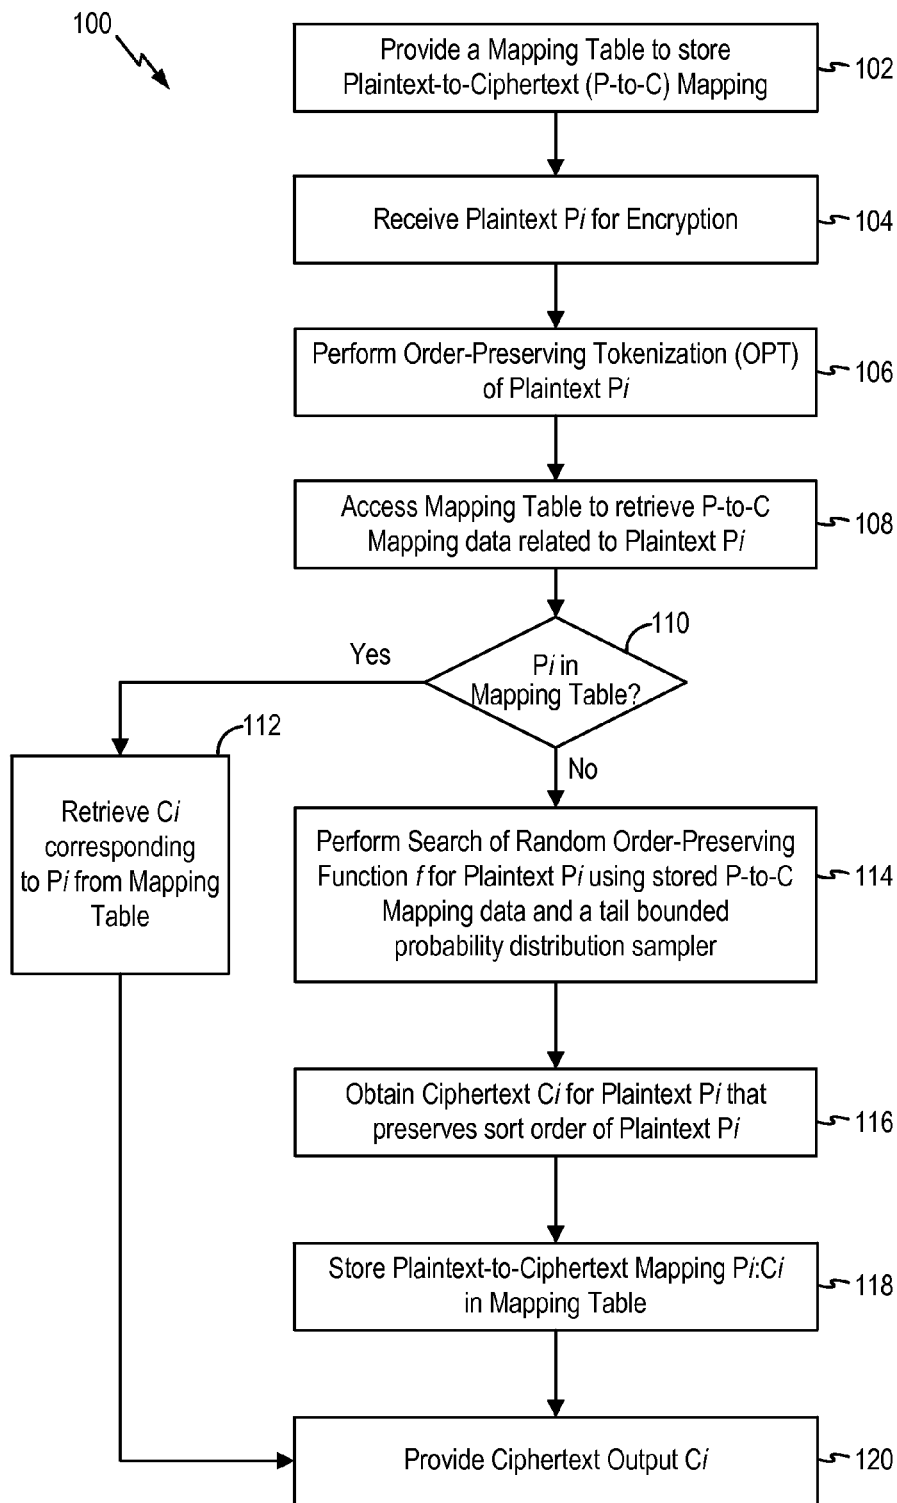 100
Provide a Mapping Table to store
Plaintext-to-Ciphertext (P-to-C) Mapping
102
Receive Plaintext Pi for Encryption
104
Perform Order-Preserving Tokenization (OPT)
of Plaintext Pi
106
Access Mapping Table to retrieve P-to-C
Mapping data related to Plaintext Pi
108
110
Pi in
Mapping Table?
Yes
No
112
Retrieve Ci
corresponding
to Pi from Mapping
Table
Perform Search of Random Order-Preserving
Function f for Plaintext Pi using stored P-to-C
Mapping data and a tail bounded
probability distribution sampler
114
Obtain Ciphertext Ci for Plaintext Pi that
preserves sort order of Plaintext Pi
116
Store Plaintext-to-Ciphertext Mapping Pi:Ci
in Mapping Table
118
Provide Ciphertext Output Ci
120